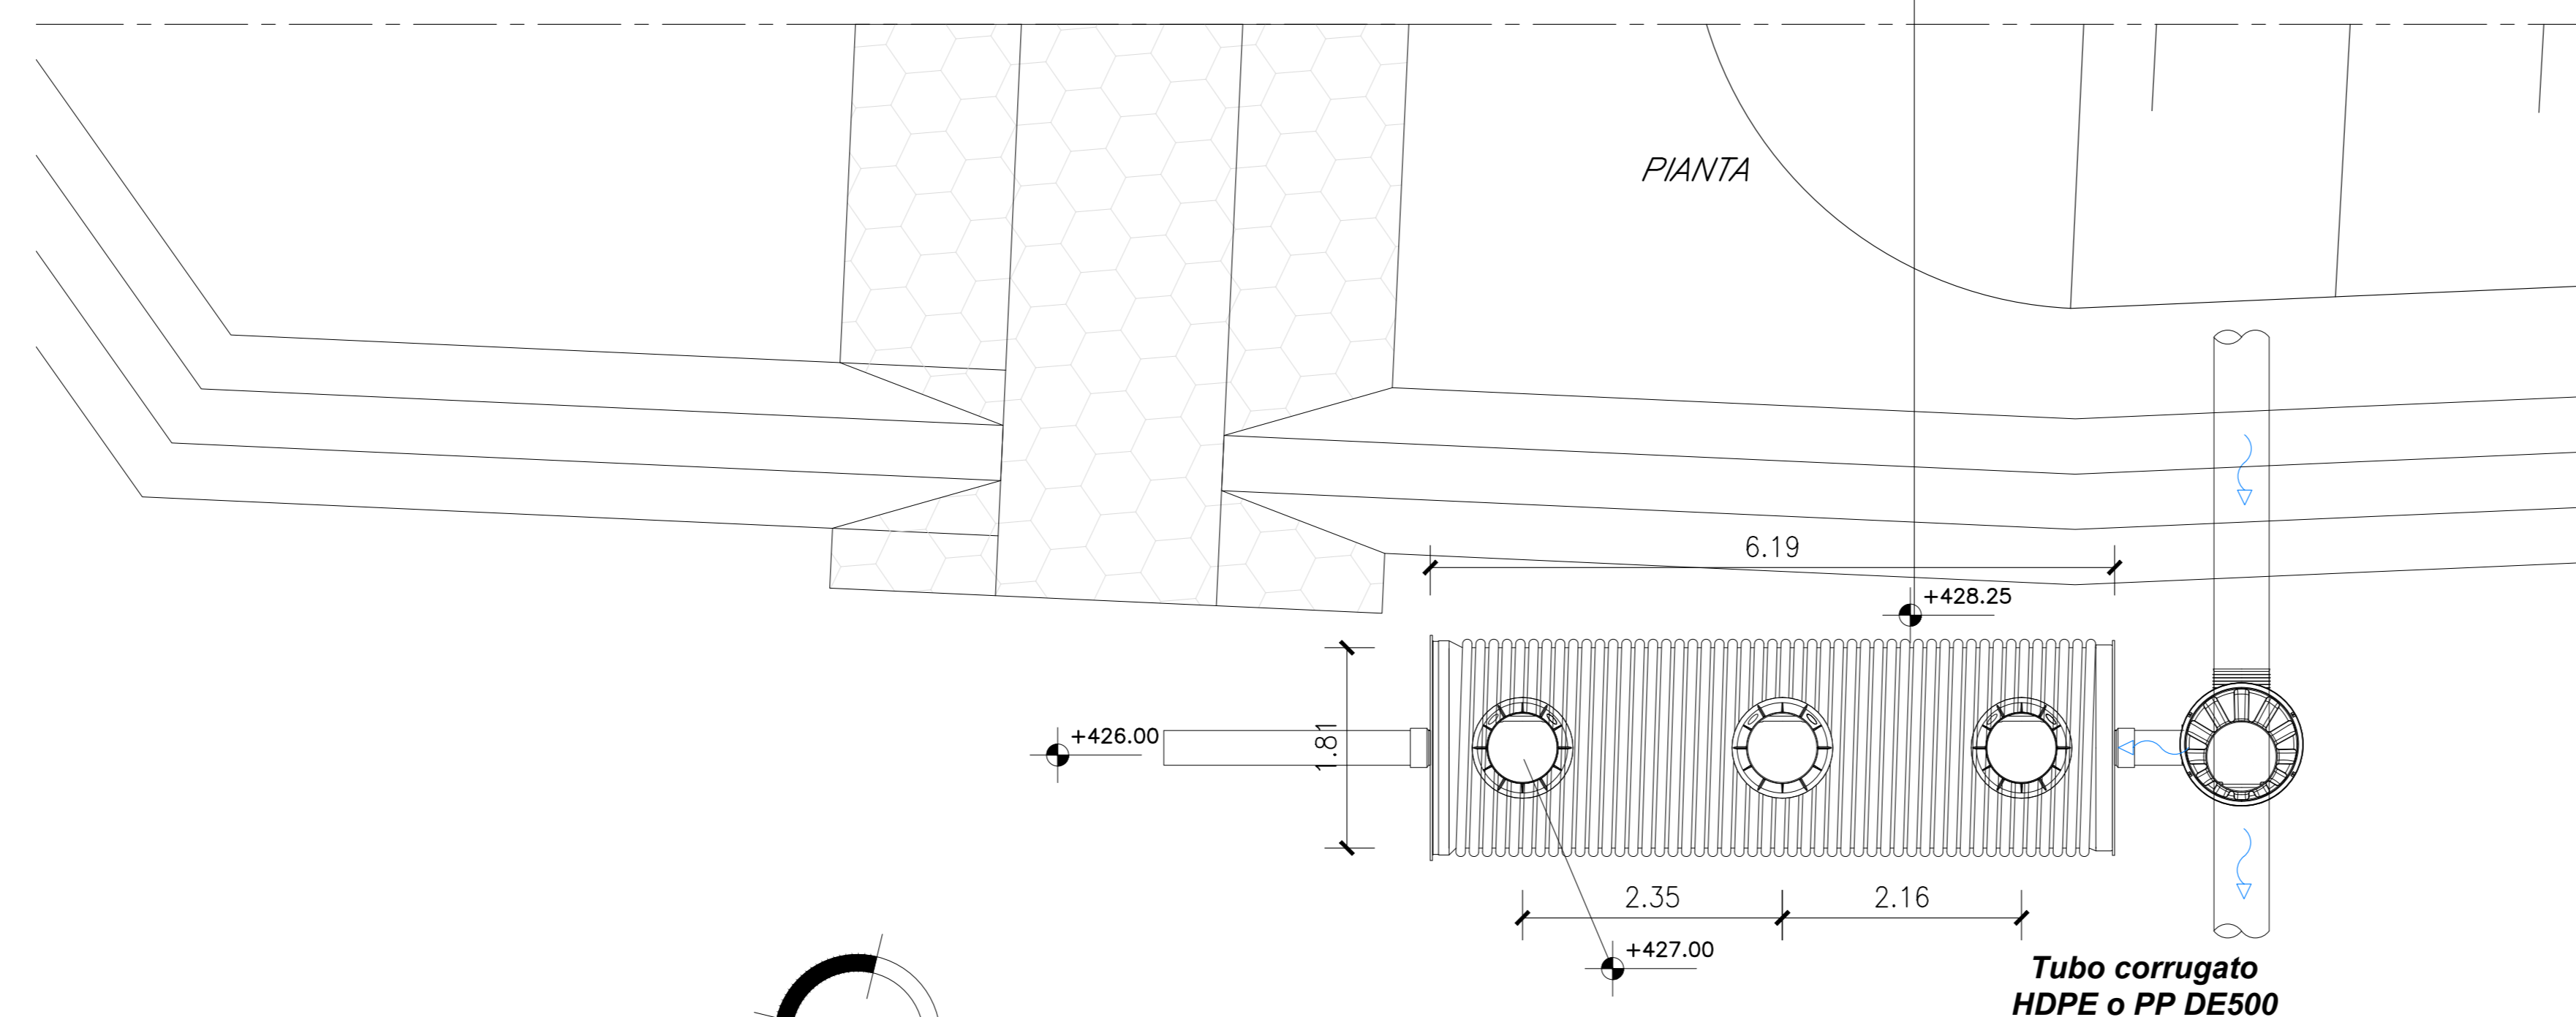 PIANTA
6.19
+428.25
+426.00
1.81
2.35
2.16
+427.00
Tubo corrugato
HDPE o PP DE500